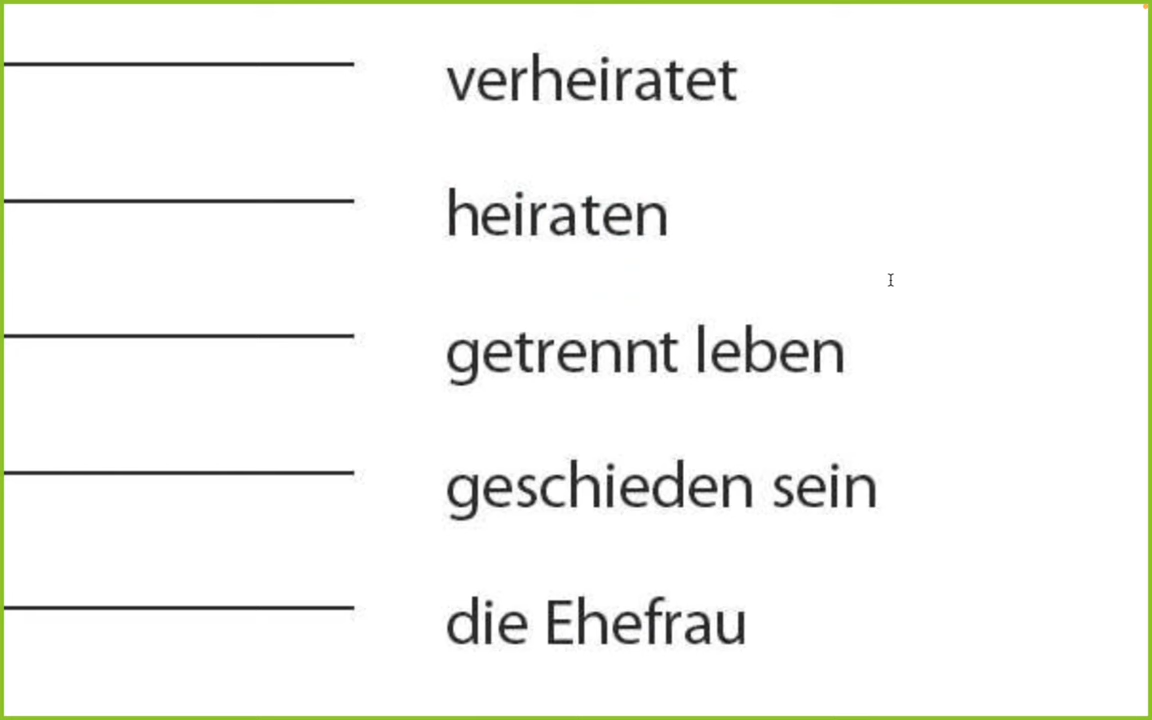 verheiratet
heiraten
getrennt leben
geschieden sein
die Ehefrau